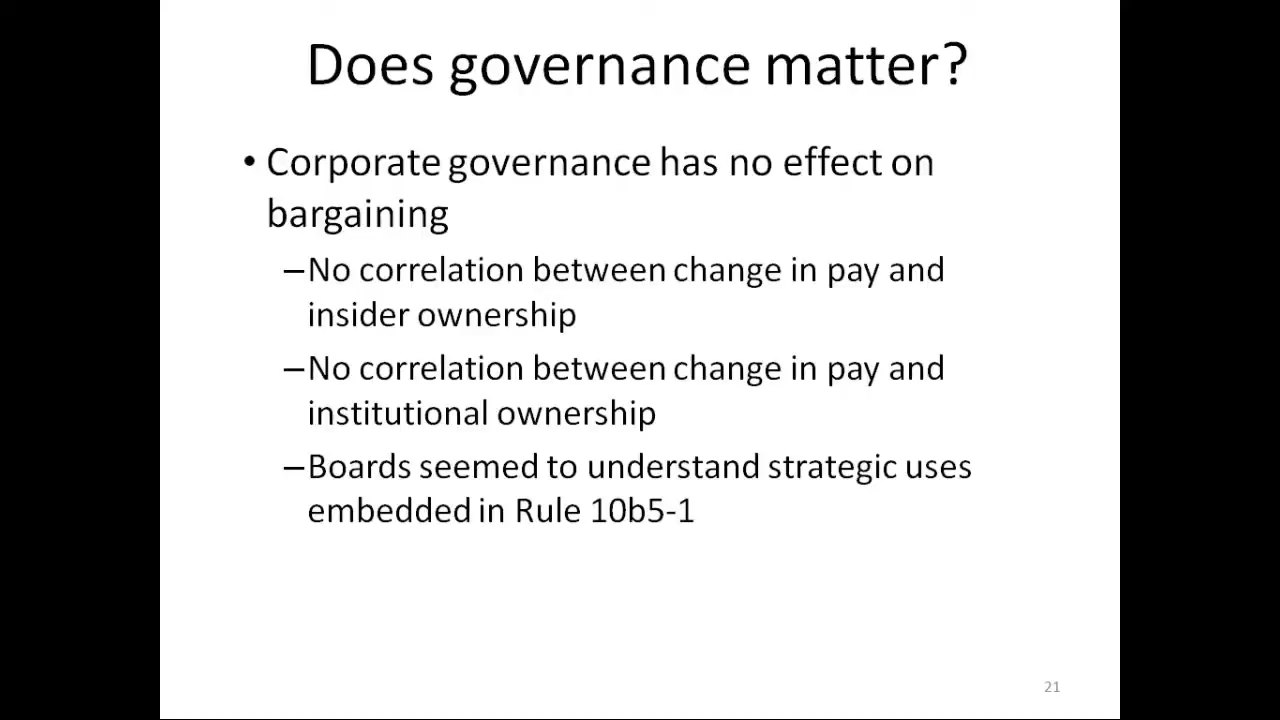 Does governance matter?
• Corporate governance has no effect on
bargaining
–No correlation between change in pay and
insider ownership
–No correlation between change in pay and
institutional ownership
–Boards seemed to understand strategic uses
embedded in Rule 10b5-1
21